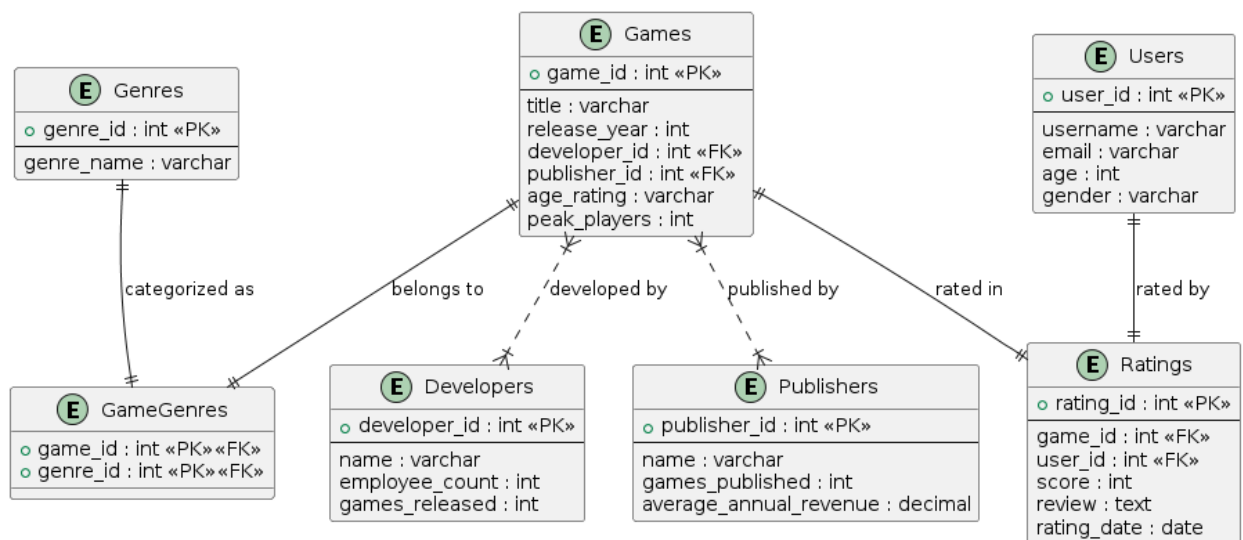 E Games
game_id : int «PK»
title : varchar
release_year : int
developer_id : int «FK»
publisher_id : int «FK»
age_rating : varchar
peak_players : int
E Users
user_id : int «PK»
username : varchar
email : varchar
age : int
gender : varchar
E Genres
genre_id : int «PK»
genre_name : varchar
categorized as
belongs to
developed by
published by
rated in
rated by
E GameGenres
game_id : int «PK» «FK»
genre_id : int «PK» «FK»
E Developers
developer_id : int «PK»
name : varchar
employee_count : int
games_released : int
E Publishers
publisher_id : int «PK»
name : varchar
games_published : int
average_annual_revenue : decimal
E Ratings
rating_id : int «PK»
game_id : int «FK»
user_id : int «FK»
score : int
review : text
rating_date : date